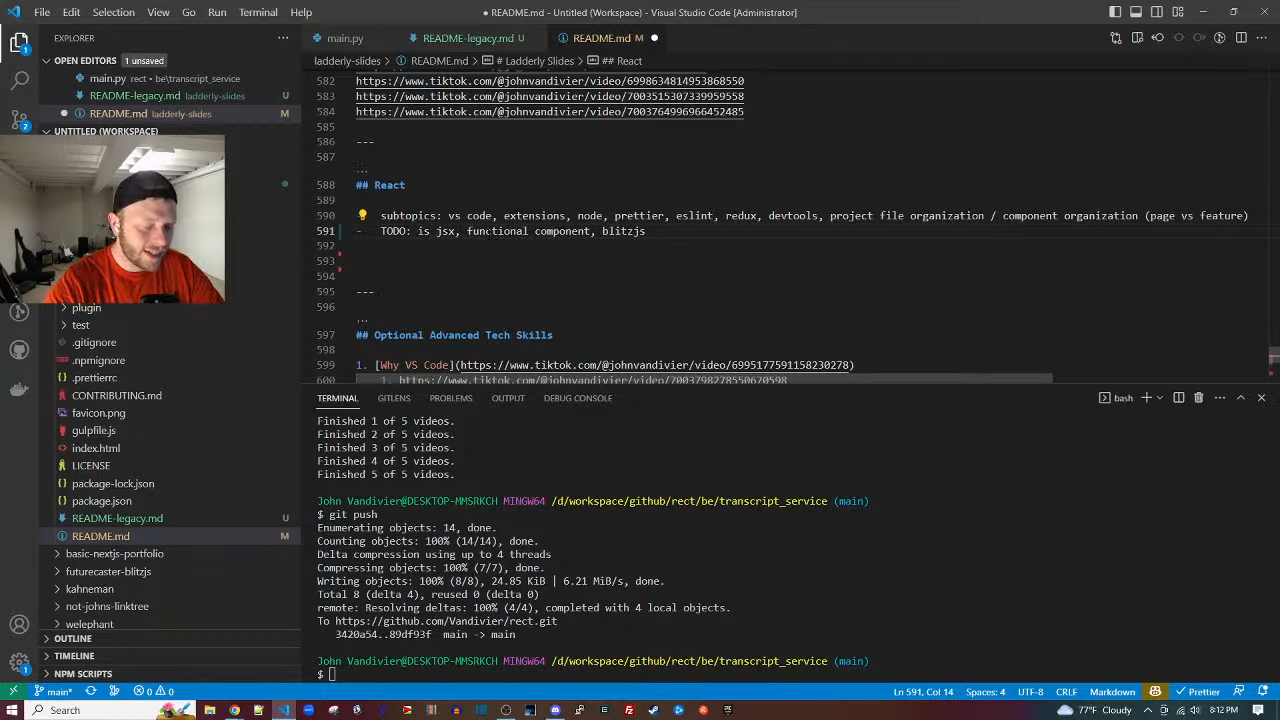 File Edit Selection View Go Run Terminal Help
README.md - Untitled (Workspace) - Visual Studio Code [Administrator]
EXPLORER
main.py
README-legacy.md U
README.md M
OPEN EDITORS 1 unsaved
ladderly-slides > README.md > # Ladderly Slides > ## React
main.py rect • be\transcript_service
README-legacy.md ladderly-slides U
README.md ladderly-slides M
UNTITLED (WORKSPACE)
582 https://www.tiktok.com/@johnvandivier/video/6998634814953868550
583 https://www.tiktok.com/@johnvandivier/video/7003515307339959558
584 https://www.tiktok.com/@johnvandivier/video/7003764996966452485
585
586 ---
587
...
588 ## React
589
590 subtopics: vs code, extensions, node, prettier, eslint, redux, devtools, project file organization / component organization (page vs feature)
591 - TODO: is jsx, functional component, blitzjs
592
593
594
595 ---
596
...
597 ## Optional Advanced Tech Skills
598
599 1. [Why VS Code](https://www.tiktok.com/@johnvandivier/video/6995177591158230278)
600 1. https://www.tiktok.com/@johnvandivier/video/7003798278550670598
plugin
test
.gitignore
.npmignore
.prettierrc
CONTRIBUTING.md
favicon.png
gulpfile.js
index.html
LICENSE
package-lock.json
package.json
README-legacy.md U
README.md M
basic-nextjs-portfolio
futurecaster-blitzjs
kahneman
not-johns-linktree
welephant
OUTLINE
TIMELINE
NPM SCRIPTS
TERMINAL GITLENS PROBLEMS OUTPUT DEBUG CONSOLE
bash
Finished 1 of 5 videos.
Finished 2 of 5 videos.
Finished 3 of 5 videos.
Finished 4 of 5 videos.
Finished 5 of 5 videos.
John Vandivier@DESKTOP-MMSRKCH MINGW64 /d/workspace/github/rect/be/transcript_service (main)
$ git push
Enumerating objects: 14, done.
Counting objects: 100% (14/14), done.
Delta compression using up to 4 threads
Compressing objects: 100% (7/7), done.
Writing objects: 100% (8/8), 24.85 KiB | 6.21 MiB/s, done.
Total 8 (delta 4), reused 0 (delta 0)
remote: Resolving deltas: 100% (4/4), completed with 4 local objects.
To https://github.com/Vandivier/rect.git
3420a54..89df93f main -> main
John Vandivier@DESKTOP-MMSRKCH MINGW64 /d/workspace/github/rect/be/transcript_service (main)
$
main* 0 0
Ln 591, Col 14 Spaces: 4 UTF-8 CRLF Markdown Prettier
Search
77°F Cloudy 8:12 PM